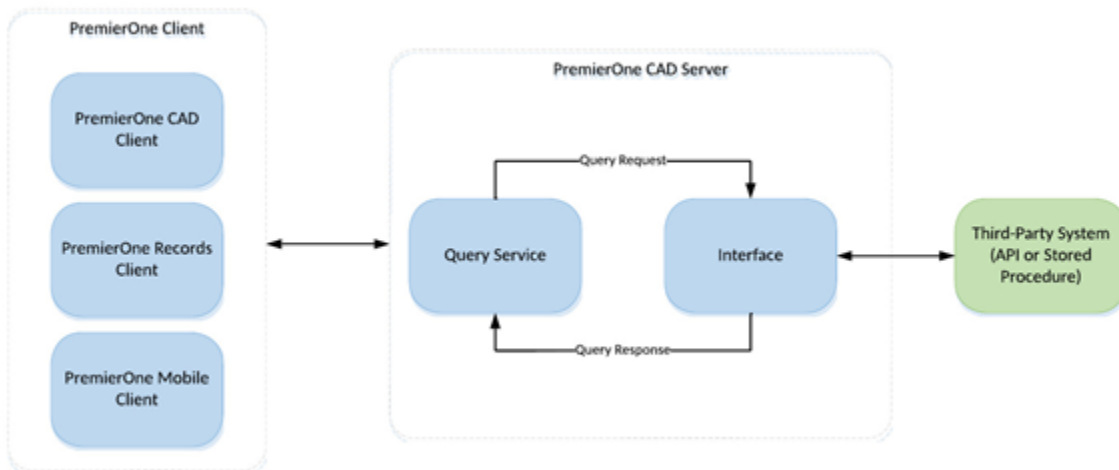 PremierOne Client
PremierOne CAD
Client
PremierOne Records
Client
PremierOne Mobile
Client
PremierOne CAD Server
Query Request
Query Service
Interface
Query Response
Third-Party System
(API or Stored
Procedure)